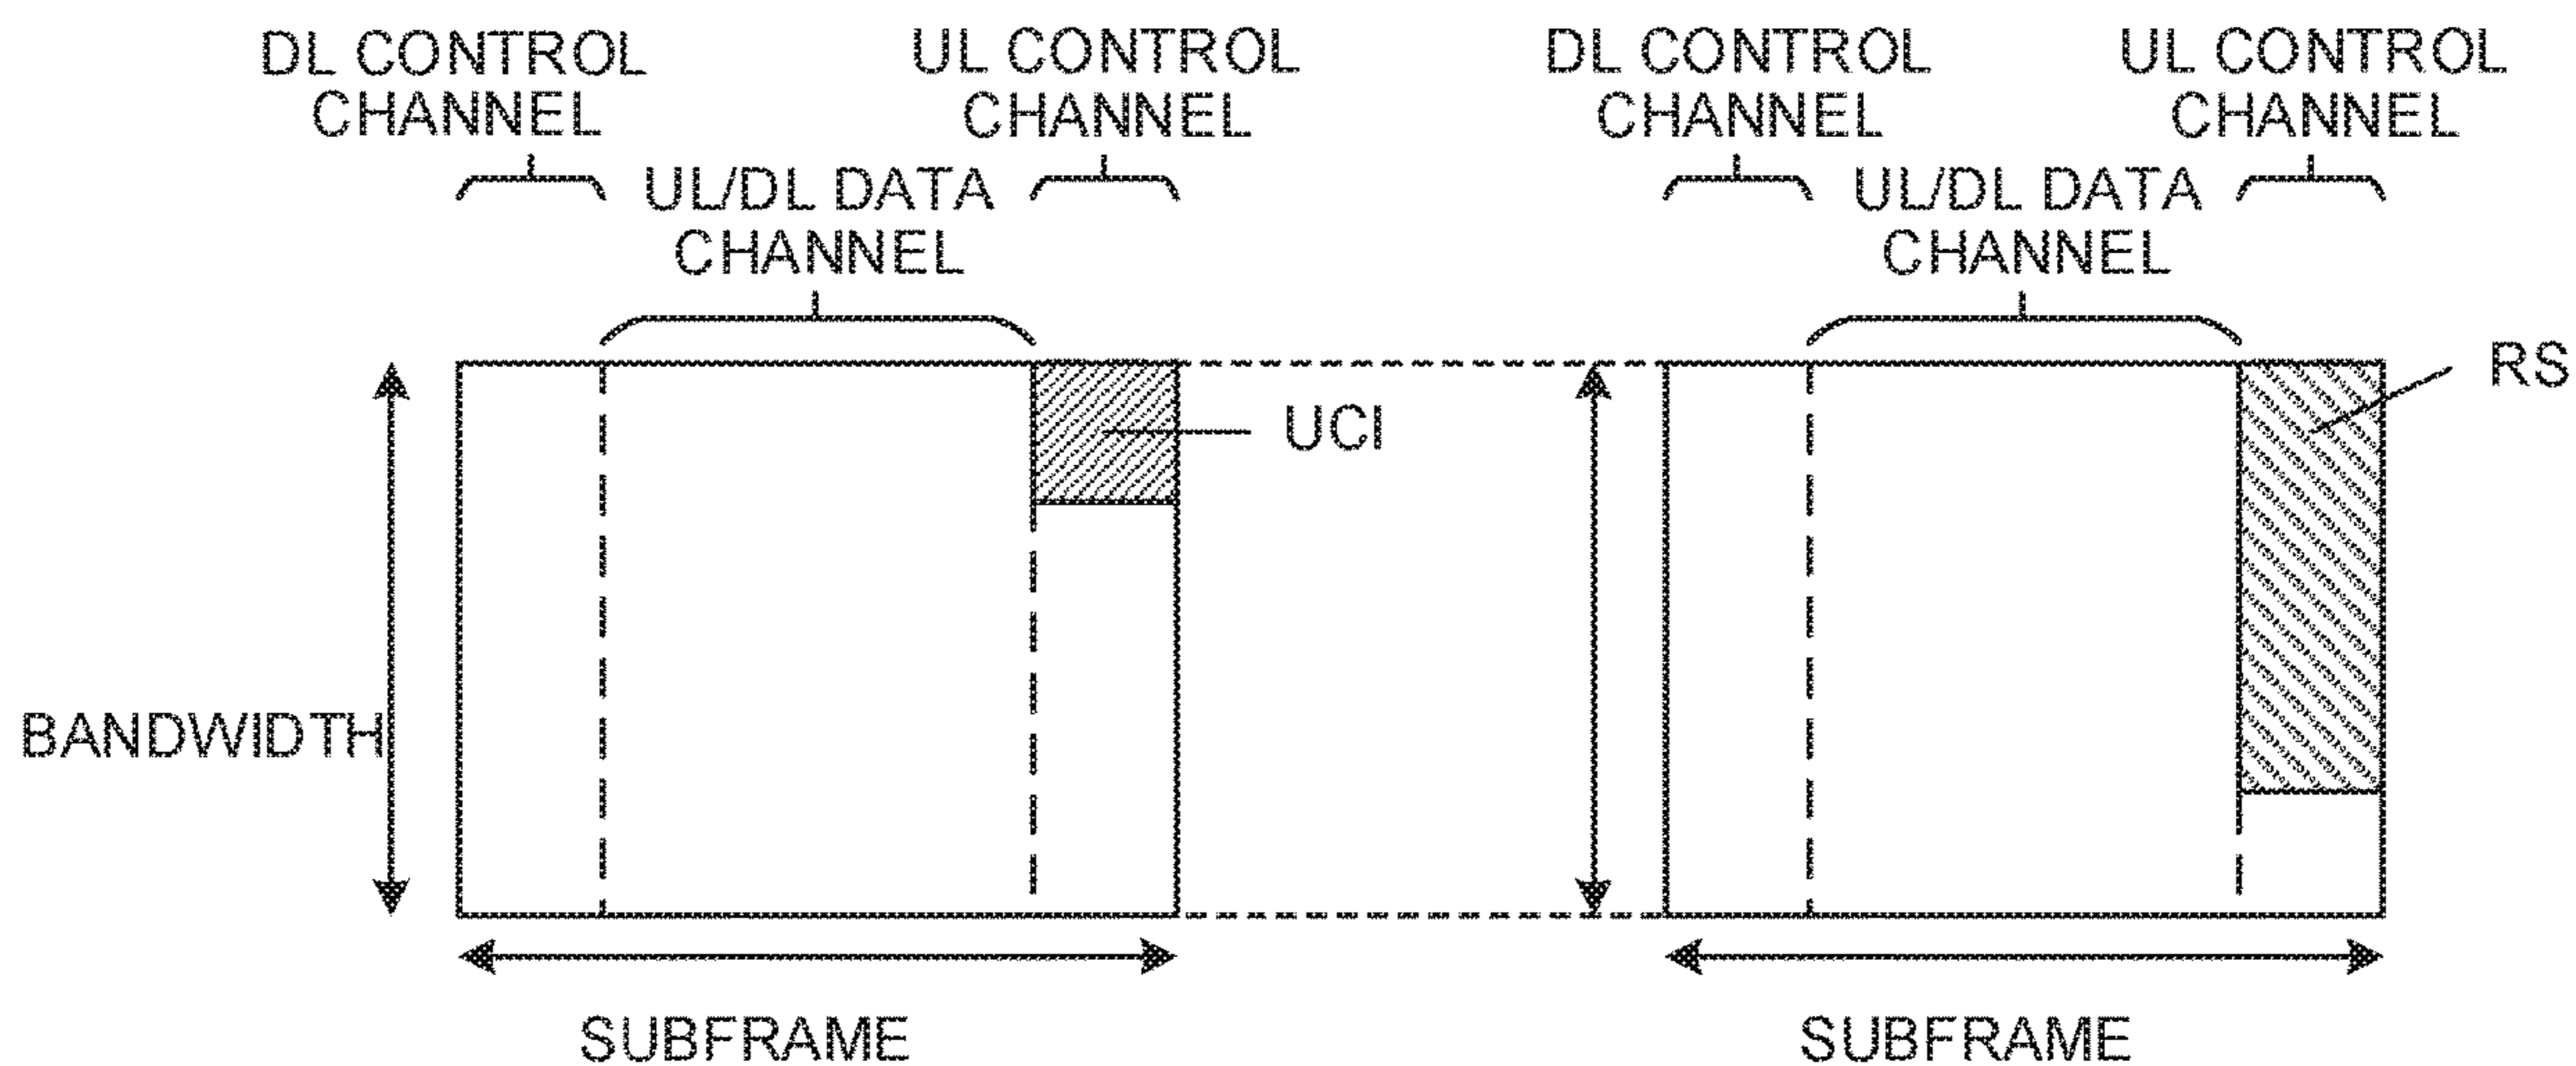 DL CONTROL
CHANNEL
UL/DL DATA
CHANNEL
UL CONTROL
CHANNEL
DL CONTROL
CHANNEL
UL/DL DATA
CHANNEL
UL CONTROL
CHANNEL
UCI
RS
BANDWIDTH
SUBFRAME
SUBFRAME